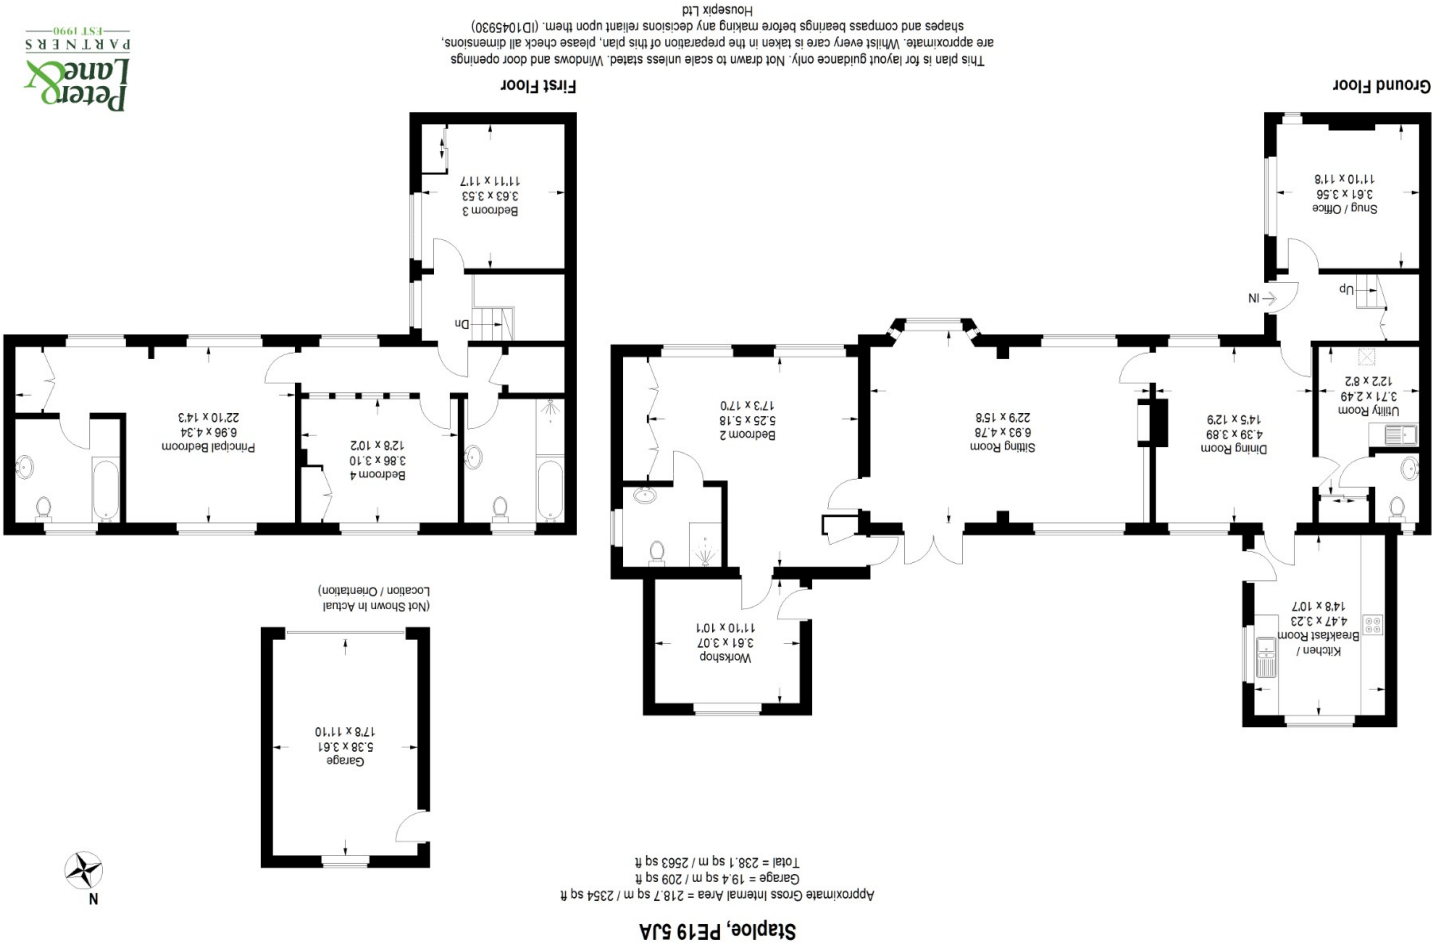 Staploe, PE19 5JA
Approximate Gross Internal Area = 218.7 sq m / 2354 sq ft
Garage = 19.4 sq m / 209 sq ft
Total = 238.1 sq m / 2563 sq ft
N
Kitchen /
Breakfast Room
4.47 x 3.23
14'8 x 10'7
Workshop
3.61 x 3.07
11'10 x 10'1
Garage
5.38 x 3.61
17'8 x 11'10
(Not Shown In Actual
Location / Orientation)
Utility Room
3.71 x 2.49
12'2 x 8'2
Dining Room
4.39 x 3.89
14'5 x 12'9
Sitting Room
6.93 x 4.78
22'9 x 15'8
Bedroom 2
5.25 x 5.18
17'3 x 17'0
Bedroom 4
3.86 x 3.10
12'8 x 10'2
Principal Bedroom
6.96 x 4.34
22'10 x 14'3
Up
IN
Dn
Snug / Office
3.61 x 3.56
11'10 x 11'8
Bedroom 3
3.63 x 3.53
11'11 x 11'7
Ground Floor
First Floor
This plan is for layout guidance only. Not drawn to scale unless stated. Windows and door openings
are approximate. Whilst every care is taken in the preparation of this plan, please check all dimensions,
shapes and compass bearings before making any decisions reliant upon them. (ID1045930)
Housepix Ltd
Peter &
Lane
PARTNERS
EST 1990